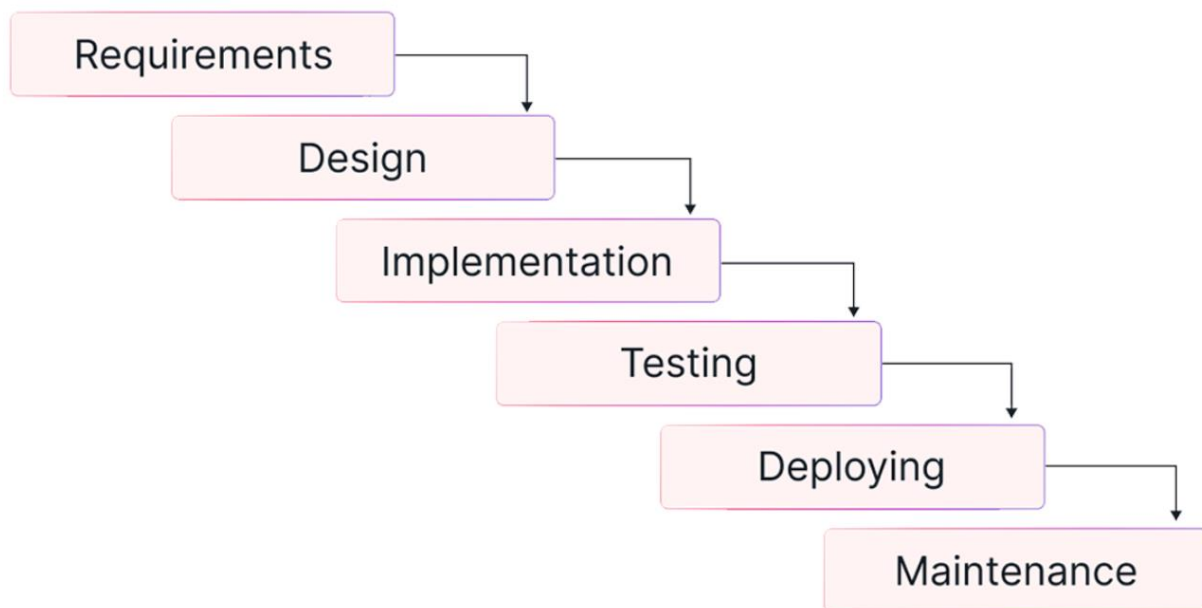 Requirements
Design
Implementation
Testing
Deploying
Maintenance